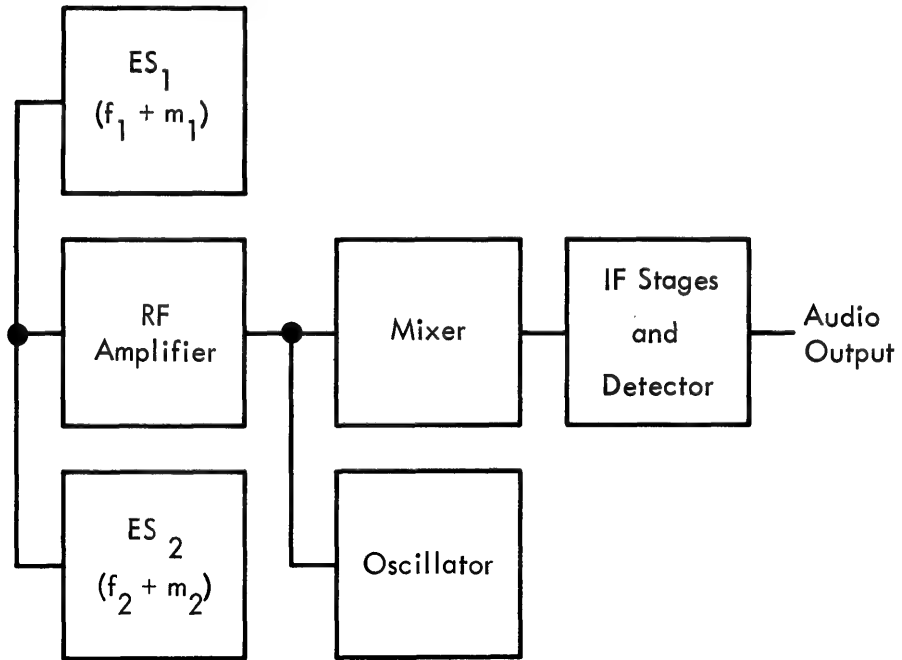 ES₁
(f₁ + m₁)
RF
Amplifier
Mixer
IF Stages
and
Detector
Audio
Output
ES ₂
(f₂ + m₂)
Oscillator